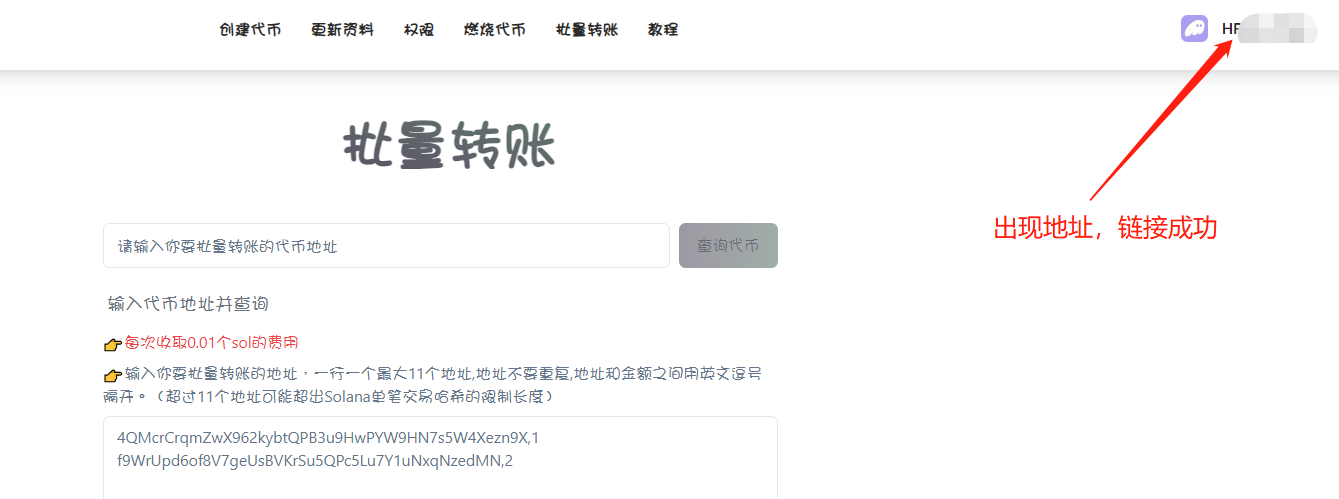 创建代币 更新资料 权限 燃烧代币 批量转账 教程
批量转账
出现地址，链接成功
请输入你要批量转账的代币地址 查询代币
输入代币地址并查询
👉每次收取0.01个sol的费用
👉输入你要批量转账的地址，一行一个最大11个地址,地址不要重复,地址和金额之间用英文逗号
隔开。（超过11个地址可能超出Solana单笔交易哈希的限制长度）
4QMcrCrqmZwX962kybtQPB3u9HwPYW9HN7s5W4Xezn9X,1
f9WrUpd6of8V7geUsBVKrSu5QPc5Lu7Y1uNxqNzedMN,2